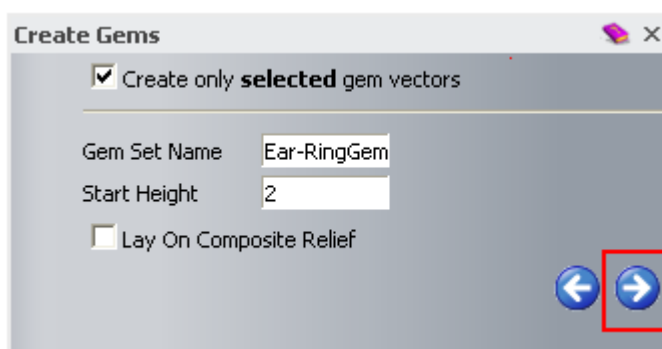 Create Gems
Create only selected gem vectors
Gem Set Name Ear-RingGem
Start Height 2
Lay On Composite Relief